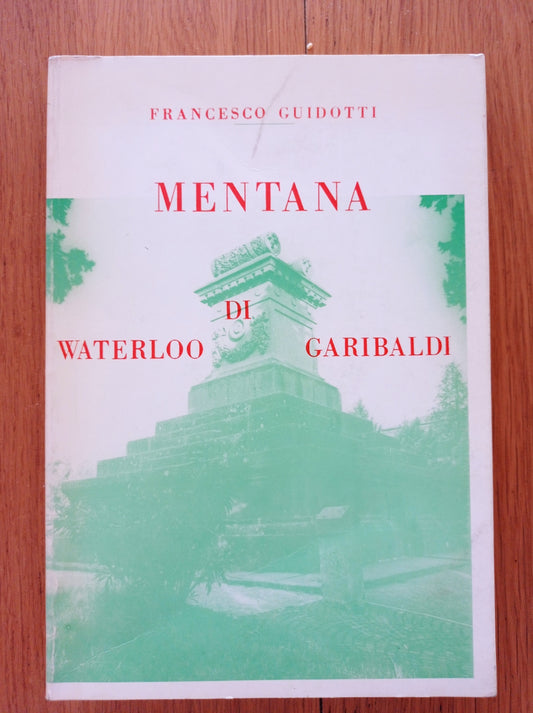 FRANCESCO GUIDOTTI
MENTANA
DI
WATERLOO GARIBALDI